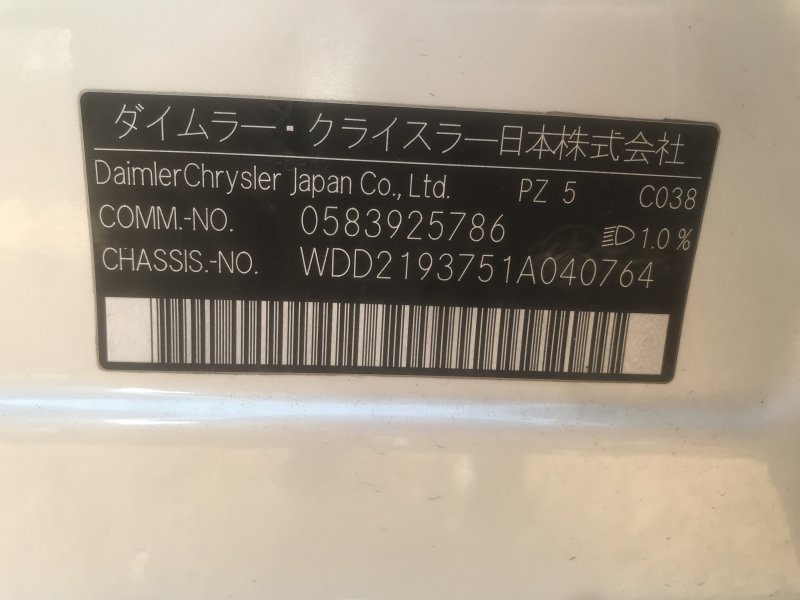 ダイムラー・クライスラー日本株式会社
DaimlerChrysler Japan Co., Ltd. PZ 5 C038
COMM.-NO. 0583925786 1.0%
CHASSIS.-NO. WDD2193751A040764